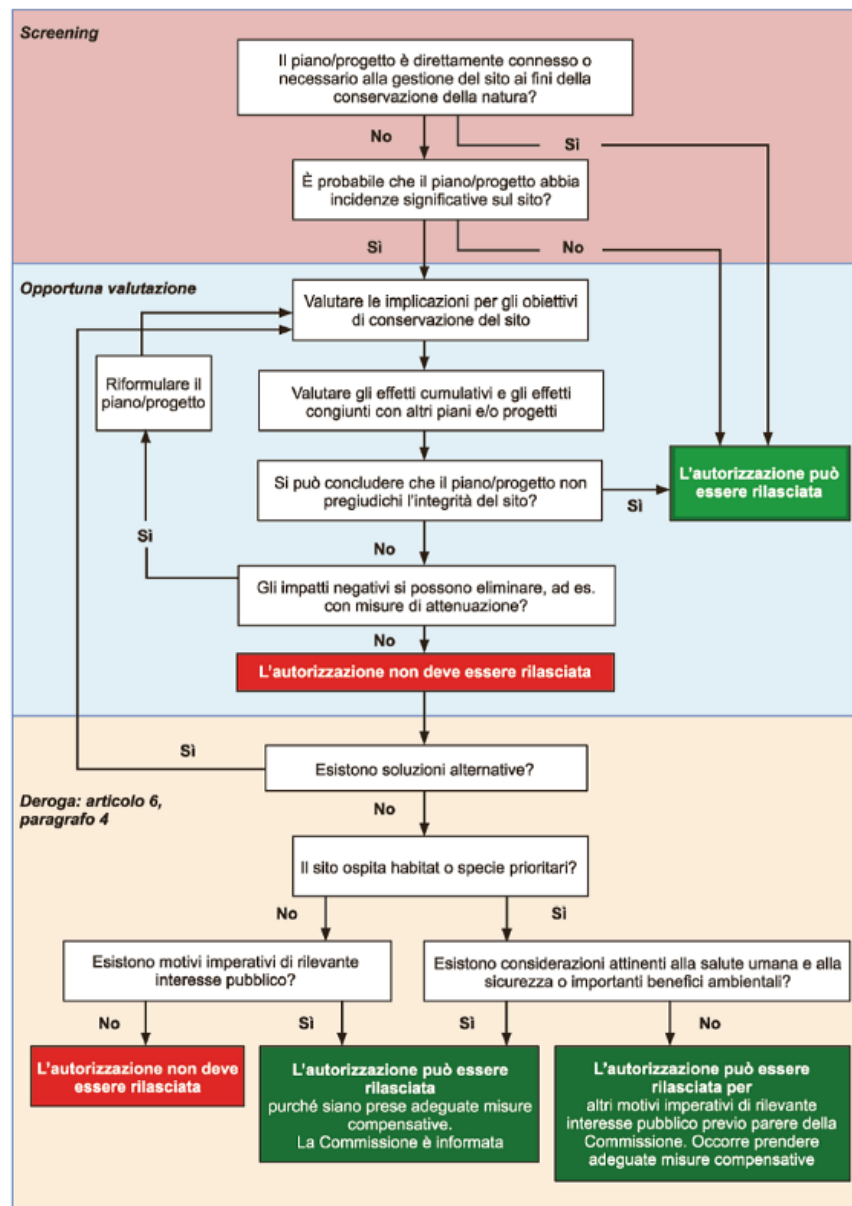 Screening
Il piano/progetto è direttamente connesso o
necessario alla gestione del sito ai fini della
conservazione della natura?
No
Sì
È probabile che il piano/progetto abbia
incidenze significative sul sito?
Sì
No
Opportuna valutazione
Valutare le implicazioni per gli obiettivi
di conservazione del sito
Riformulare il
piano/progetto
Valutare gli effetti cumulativi e gli effetti
congiunti con altri piani e/o progetti
L'autorizzazione può
essere rilasciata
Si può concludere che il piano/progetto non
pregiudichi l'integrità del sito?
Sì
Sì
No
Gli impatti negativi si possono eliminare, ad es.
con misure di attenuazione?
No
L'autorizzazione non deve essere rilasciata
Sì
Esistono soluzioni alternative?
Deroga: articolo 6,
paragrafo 4
No
Il sito ospita habitat o specie prioritari?
No
Sì
Esistono motivi imperativi di rilevante
interesse pubblico?
Esistono considerazioni attinenti alla salute umana e alla
sicurezza o importanti benefici ambientali?
No
Sì
Sì
No
L'autorizzazione non deve
essere rilasciata
L'autorizzazione può essere
rilasciata
purché siano prese adeguate misure
compensative.
La Commissione è informata
L'autorizzazione può essere
rilasciata per
altri motivi imperativi di rilevante
interesse pubblico previo parere della
Commissione. Occorre prendere
adeguate misure compensative